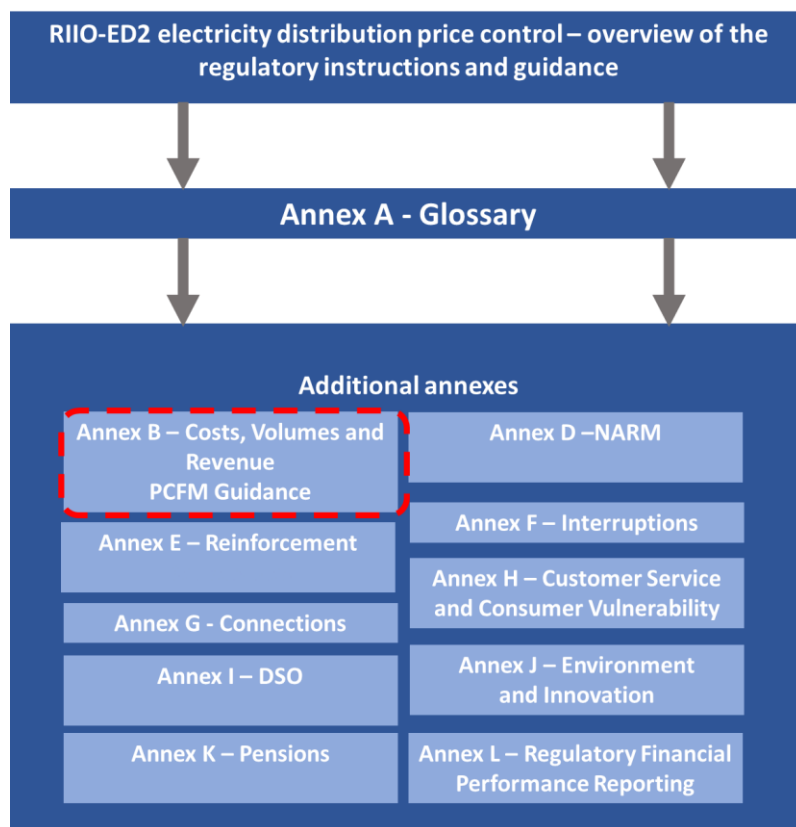 RIIO-ED2 electricity distribution price control – overview of the
regulatory instructions and guidance
Annex A - Glossary
Additional annexes
Annex B – Costs, Volumes and
Revenue
PCFM Guidance
Annex D –NARM
Annex E – Reinforcement
Annex F – Interruptions
Annex G - Connections
Annex H – Customer Service
and Consumer Vulnerability
Annex I – DSO
Annex J – Environment
and Innovation
Annex K – Pensions
Annex L – Regulatory Financial
Performance Reporting